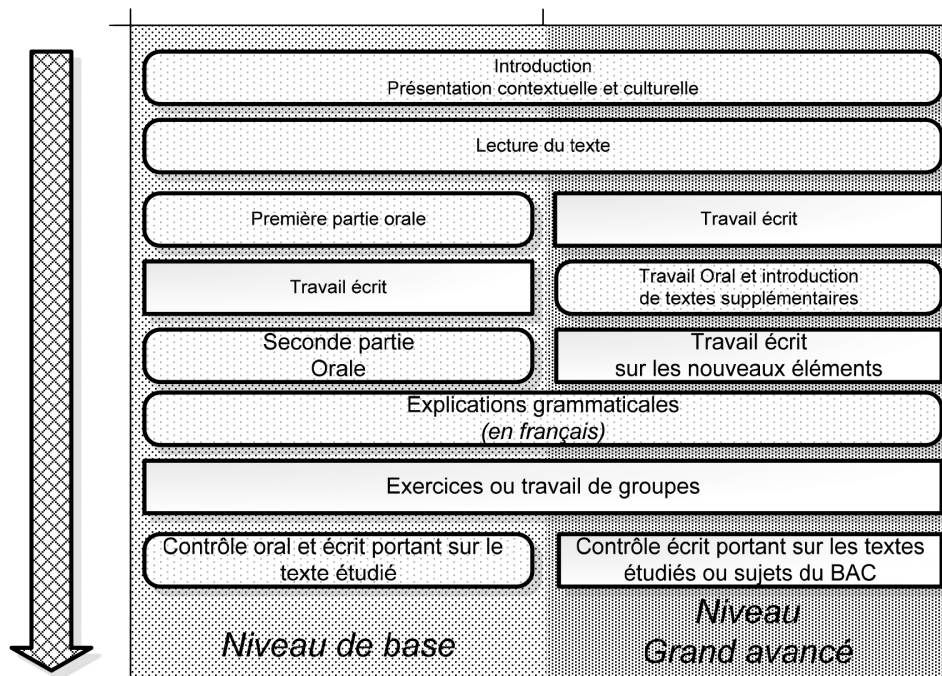 Introduction
Présentation contextuelle et culturelle
Lecture du texte
Première partie orale
Travail écrit
Travail écrit
Travail Oral et introduction
de textes supplémentaires
Seconde partie
Orale
Travail écrit
sur les nouveaux éléments
Explications grammaticales
(en français)
Exercices ou travail de groupes
Contrôle oral et écrit portant sur le
texte étudié
Contrôle écrit portant sur les textes
étudiés ou sujets du BAC
Niveau de base
Niveau
Grand avancé